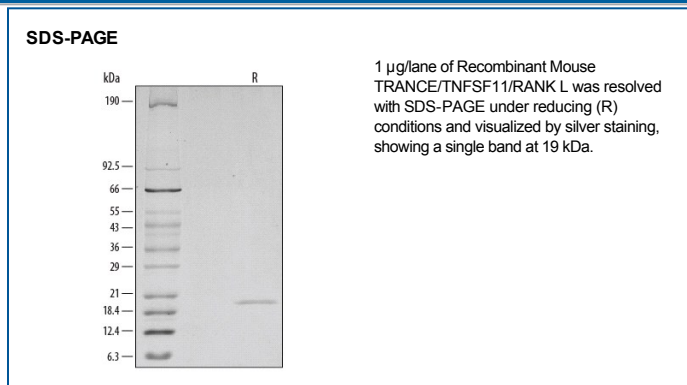 SDS-PAGE
kDa
R
190
92.5
66
55
43
36
29
21
18.4
12.4
6.3
1 µg/lane of Recombinant Mouse
TRANCE/TNFSF11/RANK L was resolved
with SDS-PAGE under reducing (R)
conditions and visualized by silver staining,
showing a single band at 19 kDa.